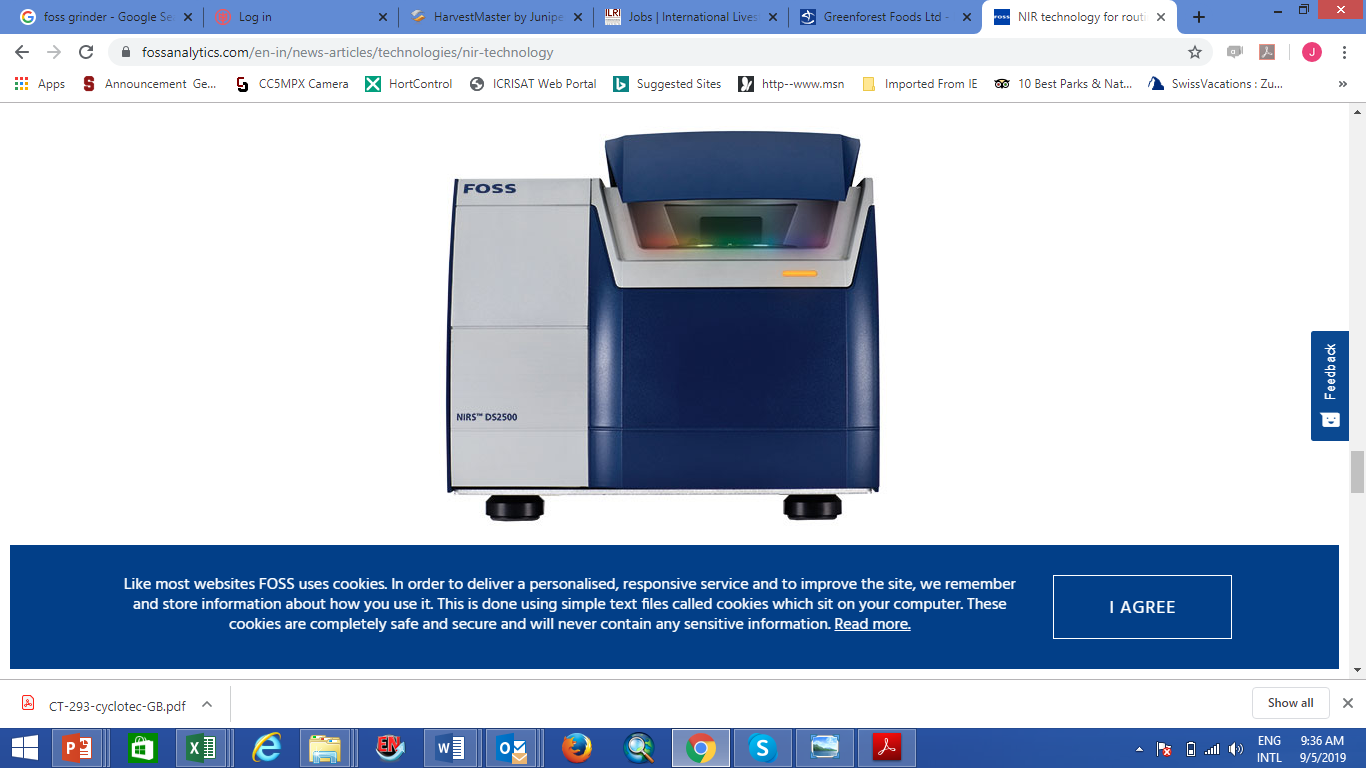 foss grinder - Google Se
Log in
HarvestMaster by Junipe
Jobs | International Lives
Greenforest Foods Ltd -
NIR technology for rout
fossanalytics.com/en-in/news-articles/technologies/nir-technology
J
Apps
Announcement Ge...
CC5MPX Camera
HortControl
ICRISAT Web Portal
Suggested Sites
http--www.msn
Imported From IE
10 Best Parks & Nat...
SwissVacations : Zu...
»
FOSS
NIRS™ DS2500
Feedback
Like most websites FOSS uses cookies. In order to deliver a personalised, responsive service and to improve the site, we remember
and store information about how you use it. This is done using simple text files called cookies which sit on your computer. These
cookies are completely safe and secure and will never contain any sensitive information. Read more.
I AGREE
CT-293-cyclotec-GB.pdf
Show all
ENG
INTL
9:36 AM
9/5/2019